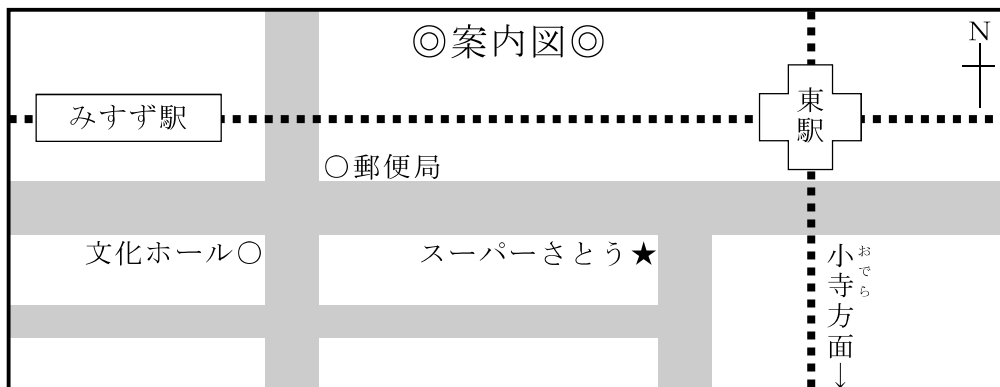 ◎案内図◎
N
みすず駅
東駅
○郵便局
文化ホール○
スーパーさとう★
小寺方面↓
おでら